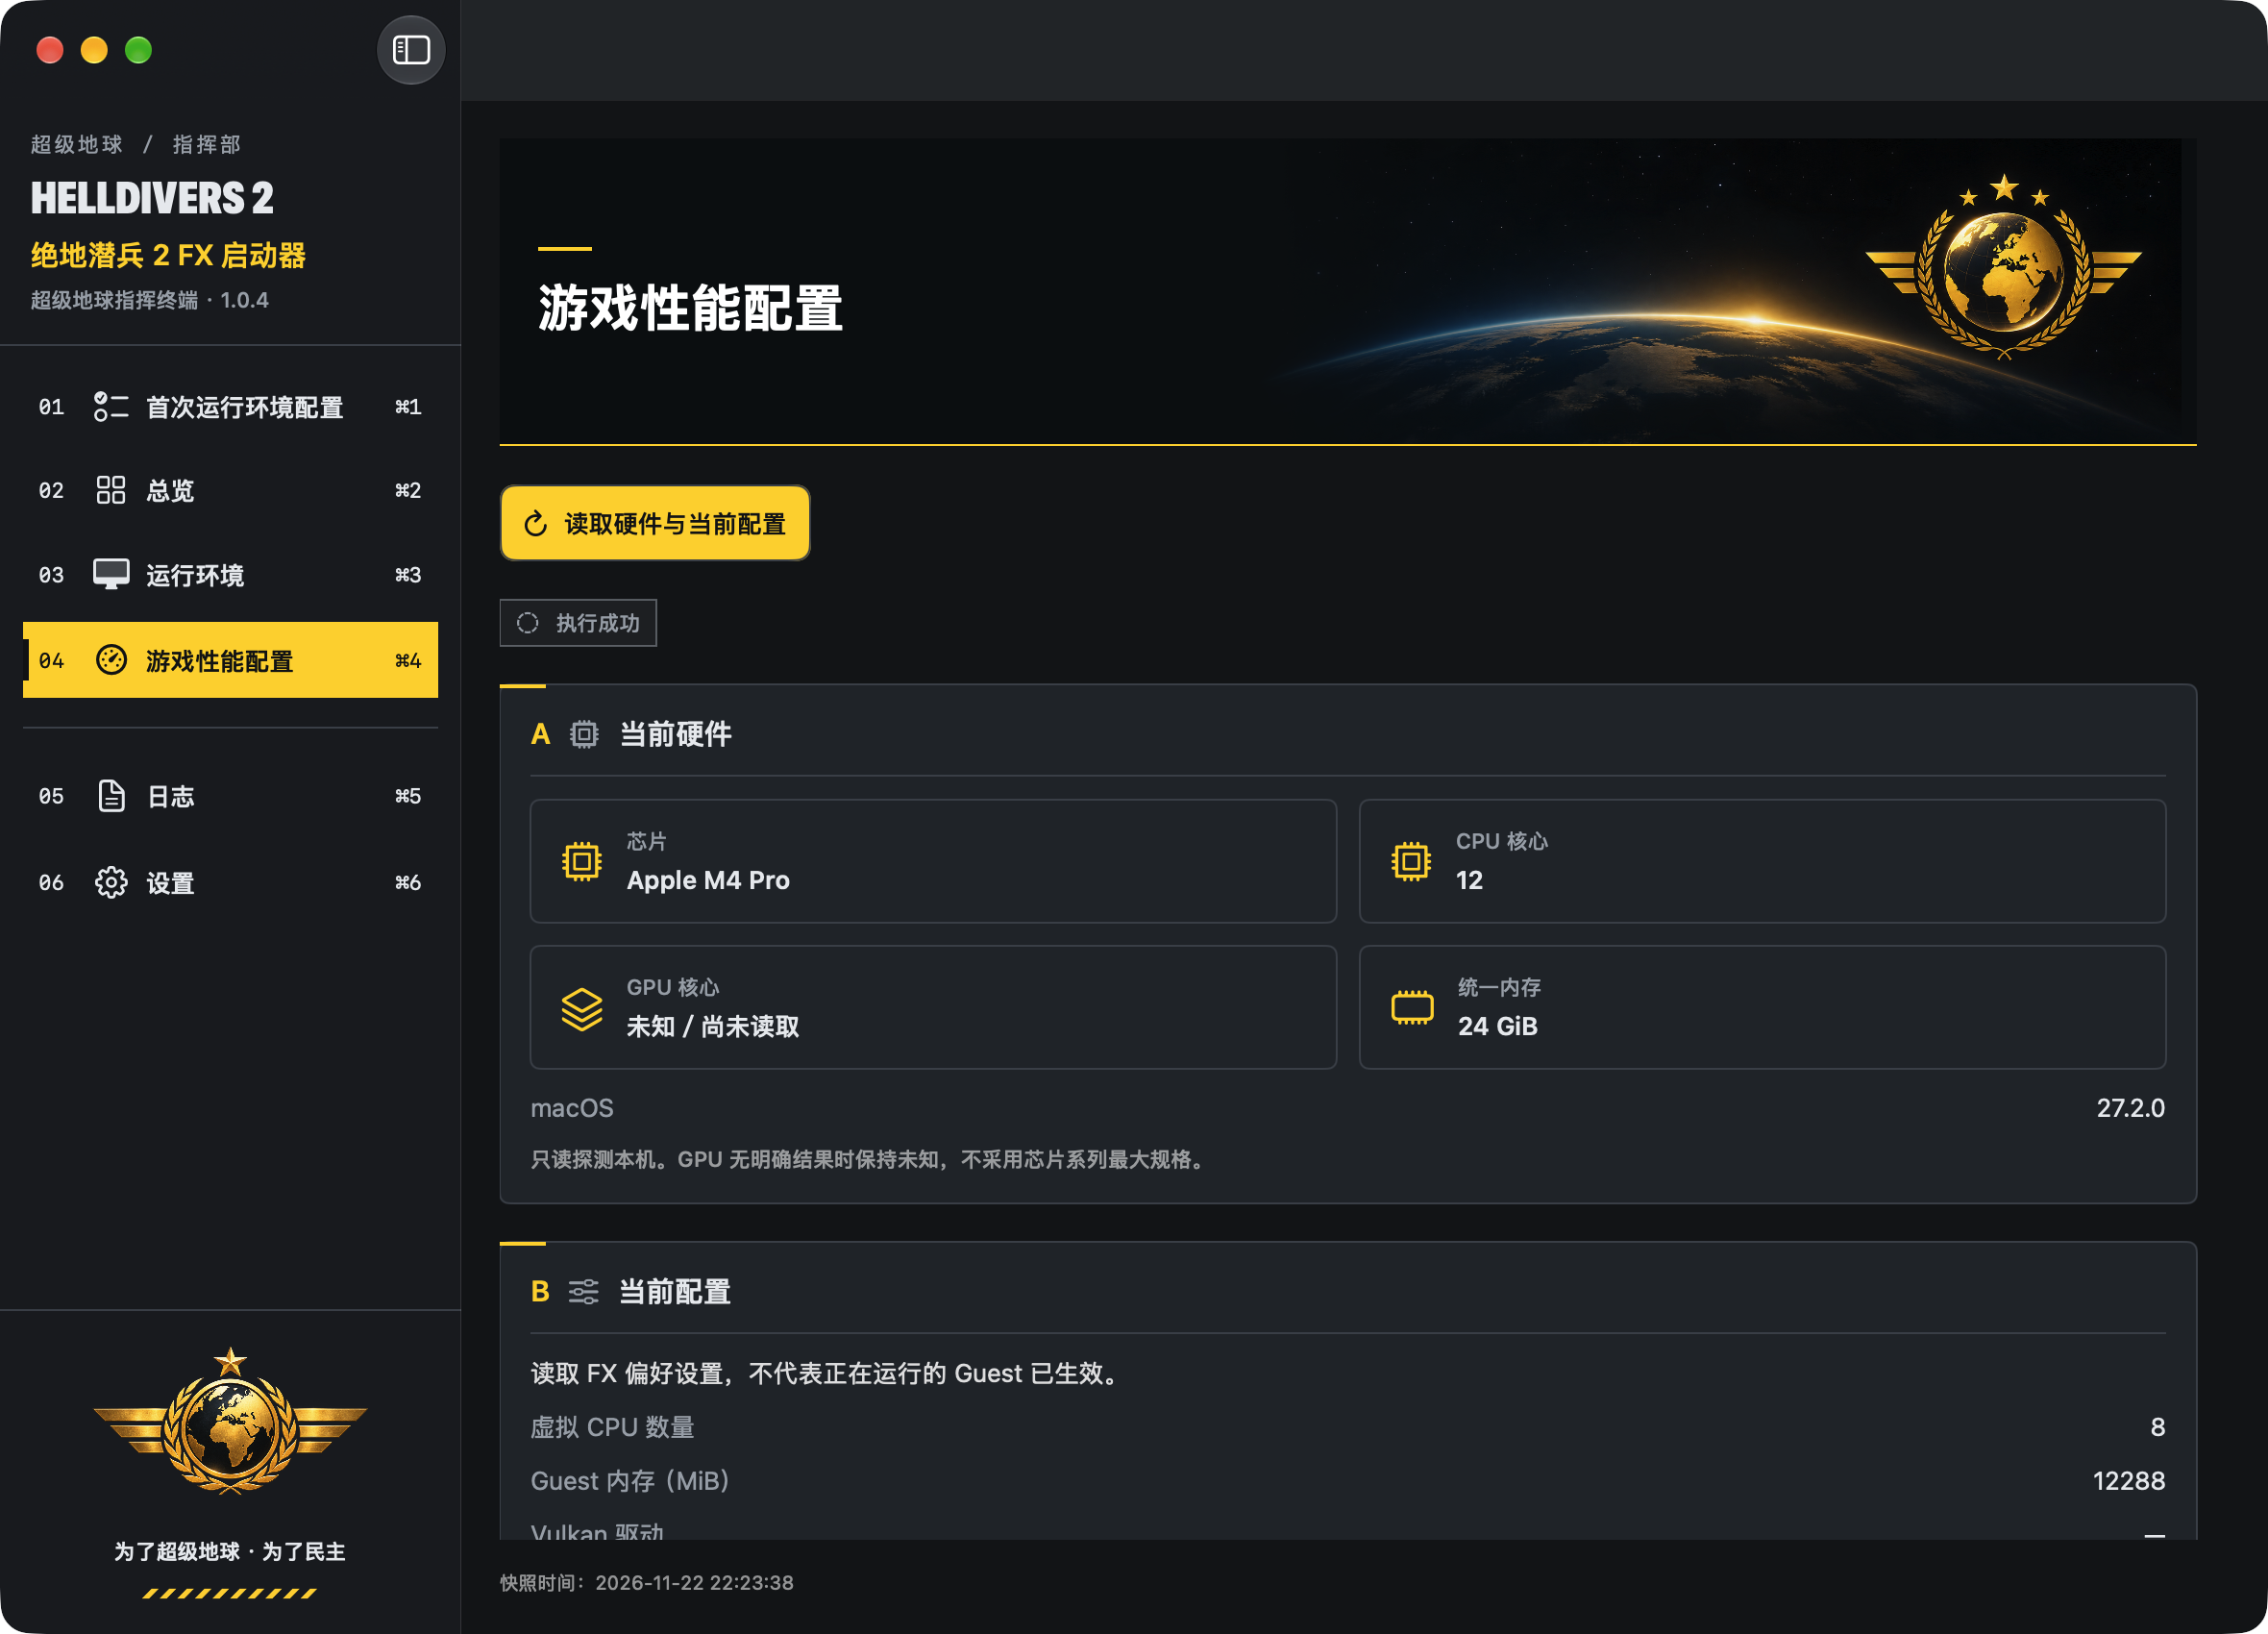 超级地球 / 指挥部
HELLDIVERS 2
绝地潜兵 2 FX 启动器
超级地球指挥终端 · 1.0.4
01 首次运行环境配置 ⌘1
02 总览 ⌘2
03 运行环境 ⌘3
04 游戏性能配置 ⌘4
05 日志 ⌘5
06 设置 ⌘6
为了超级地球 · 为了民主
游戏性能配置
读取硬件与当前配置
执行成功
A 当前硬件
芯片
Apple M4 Pro
CPU 核心
12
GPU 核心
未知 / 尚未读取
统一内存
24 GiB
macOS 27.2.0
只读探测本机。GPU 无明确结果时保持未知，不采用芯片系列最大规格。
B 当前配置
读取 FX 偏好设置，不代表正在运行的 Guest 已生效。
虚拟 CPU 数量 8
Guest 内存（MiB） 12288
Vulkan 驱动 —
快照时间：2026-11-22 22:23:38